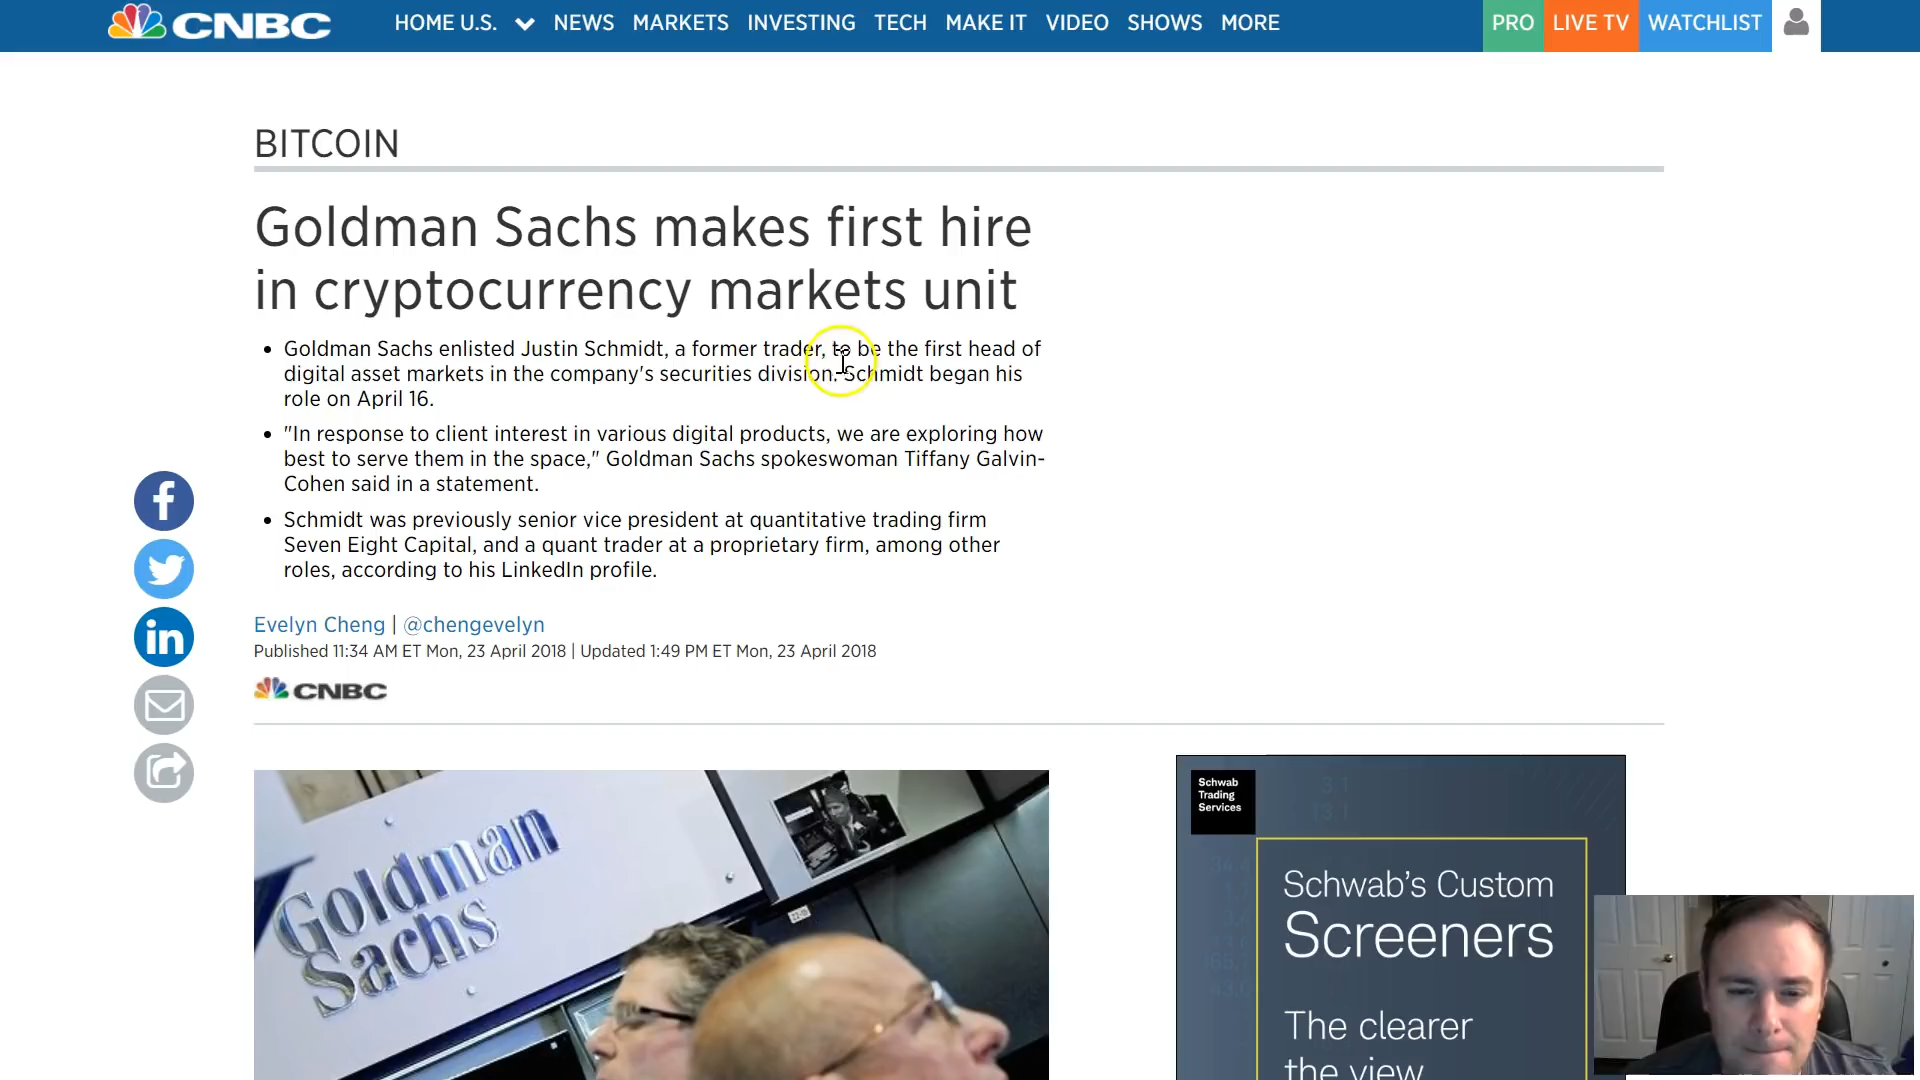 CNBC
HOME U.S. NEWS MARKETS INVESTING TECH MAKE IT VIDEO SHOWS MORE
PRO LIVE TV WATCHLIST
BITCOIN
Goldman Sachs makes first hire
in cryptocurrency markets unit
Goldman Sachs enlisted Justin Schmidt, a former trader, to be the first head of
digital asset markets in the company's securities division. Schmidt began his
role on April 16.
"In response to client interest in various digital products, we are exploring how
best to serve them in the space," Goldman Sachs spokeswoman Tiffany Galvin-
Cohen said in a statement.
Schmidt was previously senior vice president at quantitative trading firm
Seven Eight Capital, and a quant trader at a proprietary firm, among other
roles, according to his LinkedIn profile.
Evelyn Cheng | @chengevelyn
Published 11:34 AM ET Mon, 23 April 2018 | Updated 1:49 PM ET Mon, 23 April 2018
CNBC
Goldman
Sachs
Schwab
Trading
Services
Schwab's Custom
Screeners
The clearer
the view